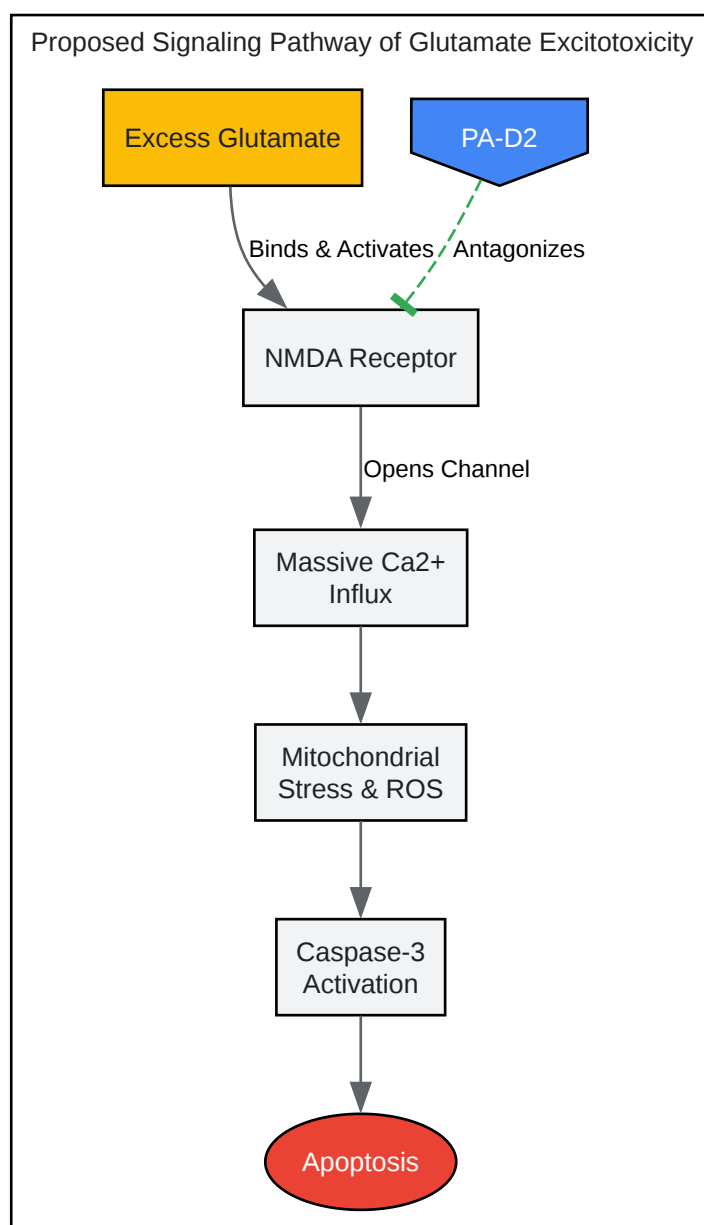 Proposed Signaling Pathway of Glutamate Excitotoxicity
Excess Glutamate
PA-D2
Binds & Activates
Antagonizes
NMDA Receptor
Opens Channel
Massive Ca2+
Influx
Mitochondrial
Stress & ROS
Caspase-3
Activation
Apoptosis